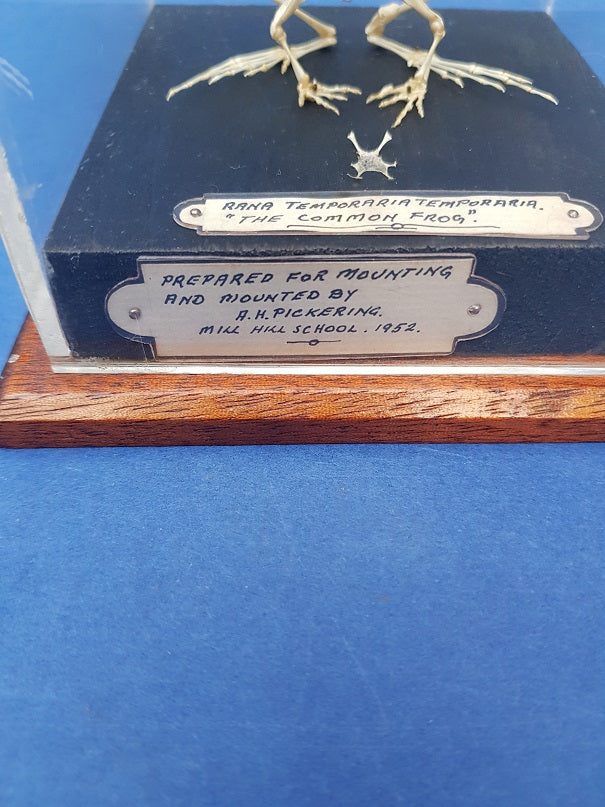 RANA TEMPORARIA TEMPORARIA.
"THE COMMON FROG".
PREPARED FOR MOUNTING
AND MOUNTED BY
A.H. PICKERING.
MILL HILL SCHOOL. 1952.